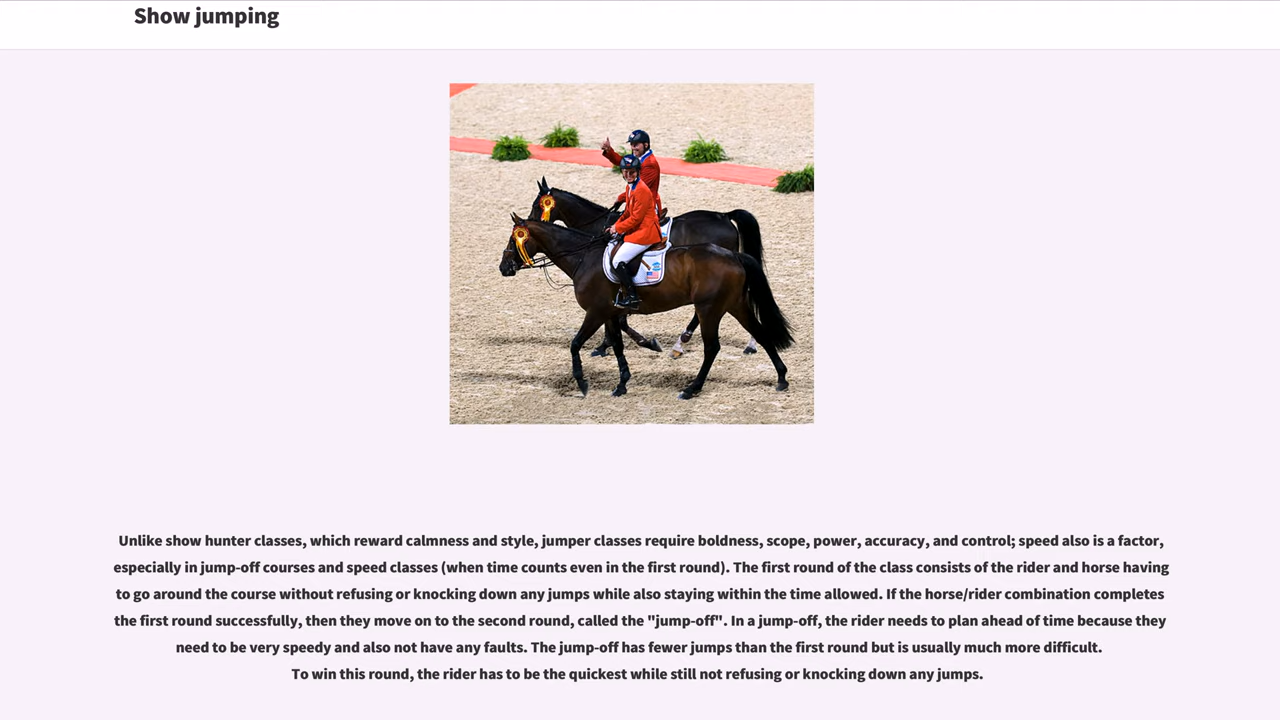 Show jumping
Unlike show hunter classes, which reward calmness and style, jumper classes require boldness, scope, power, accuracy, and control; speed also is a factor,
especially in jump-off courses and speed classes (when time counts even in the first round). The first round of the class consists of the rider and horse having
to go around the course without refusing or knocking down any jumps while also staying within the time allowed. If the horse/rider combination completes
the first round successfully, then they move on to the second round, called the "jump-off". In a jump-off, the rider needs to plan ahead of time because they
need to be very speedy and also not have any faults. The jump-off has fewer jumps than the first round but is usually much more difficult.
To win this round, the rider has to be the quickest while still not refusing or knocking down any jumps.